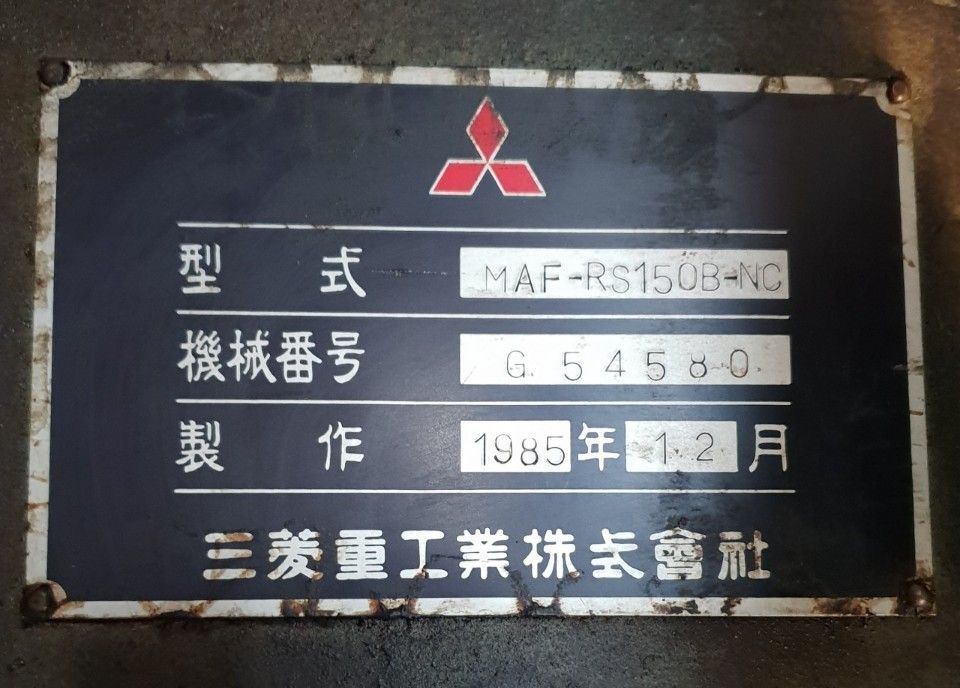 型式 MAF-RS150B-NC
機械番号 G 54580
製作 1985年 12月
三菱重工業株式會社